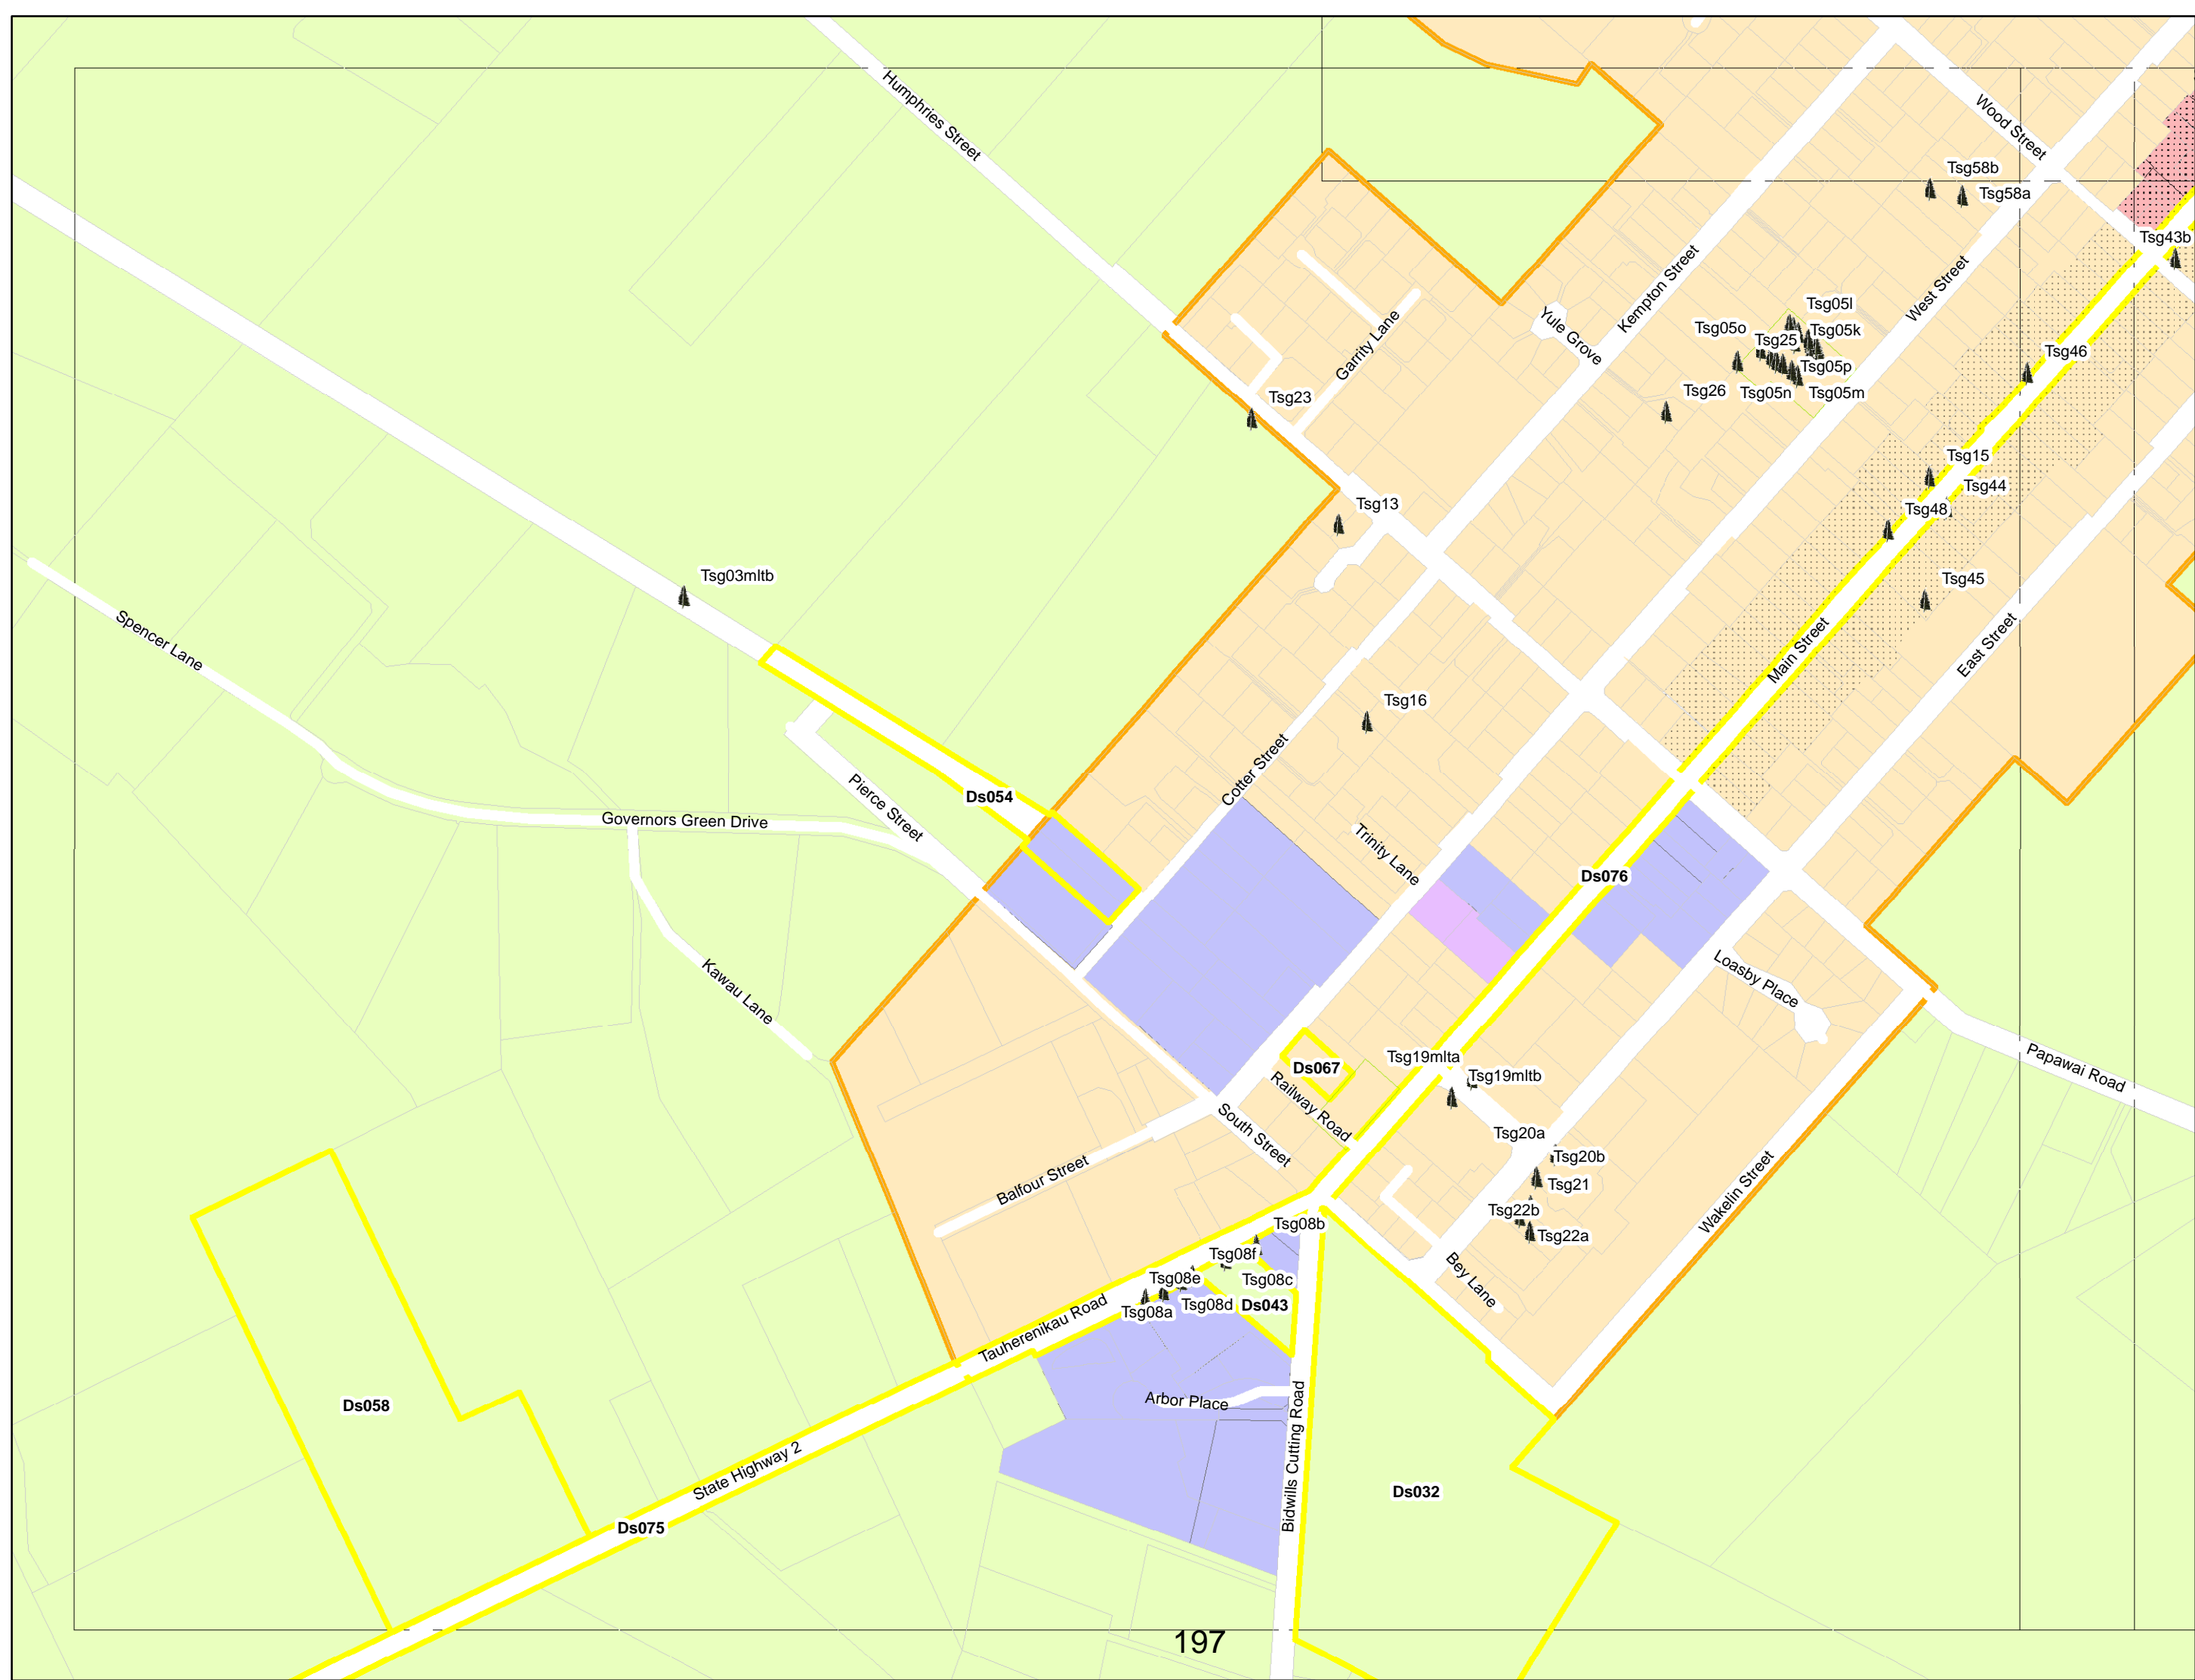 Humphries Street
Wood Street
Tsg58b
Tsg58a
Tsg43b
Kempton Street
West Street
Yule Grove
Garrity Lane
Tsg05l
Tsg05o
Tsg05k
Tsg25
Tsg46
Tsg05p
Tsg26
Tsg05n
Tsg05m
Tsg23
Tsg15
Tsg44
Tsg13
Tsg48
Tsg03mltb
Tsg45
Spencer Lane
Main Street
East Street
Tsg16
Cotter Street
Pierce Street
Ds054
Governors Green Drive
Trinity Lane
Ds076
Loasby Place
Kawau Lane
Papawai Road
Tsg19mlta
Ds067
Tsg19mltb
Railway Road
South Street
Tsg20a
Tsg20b
Balfour Street
Tsg21
Wakelin Street
Tsg22b
Tsg08b
Tsg22a
Tsg08f
Bey Lane
Tsg08e
Tsg08c
Tsg08d
Ds043
Tsg08a
Tauherenikau Road
Arbor Place
Ds058
Bidwills Cutting Road
State Highway 2
Ds032
Ds075
197